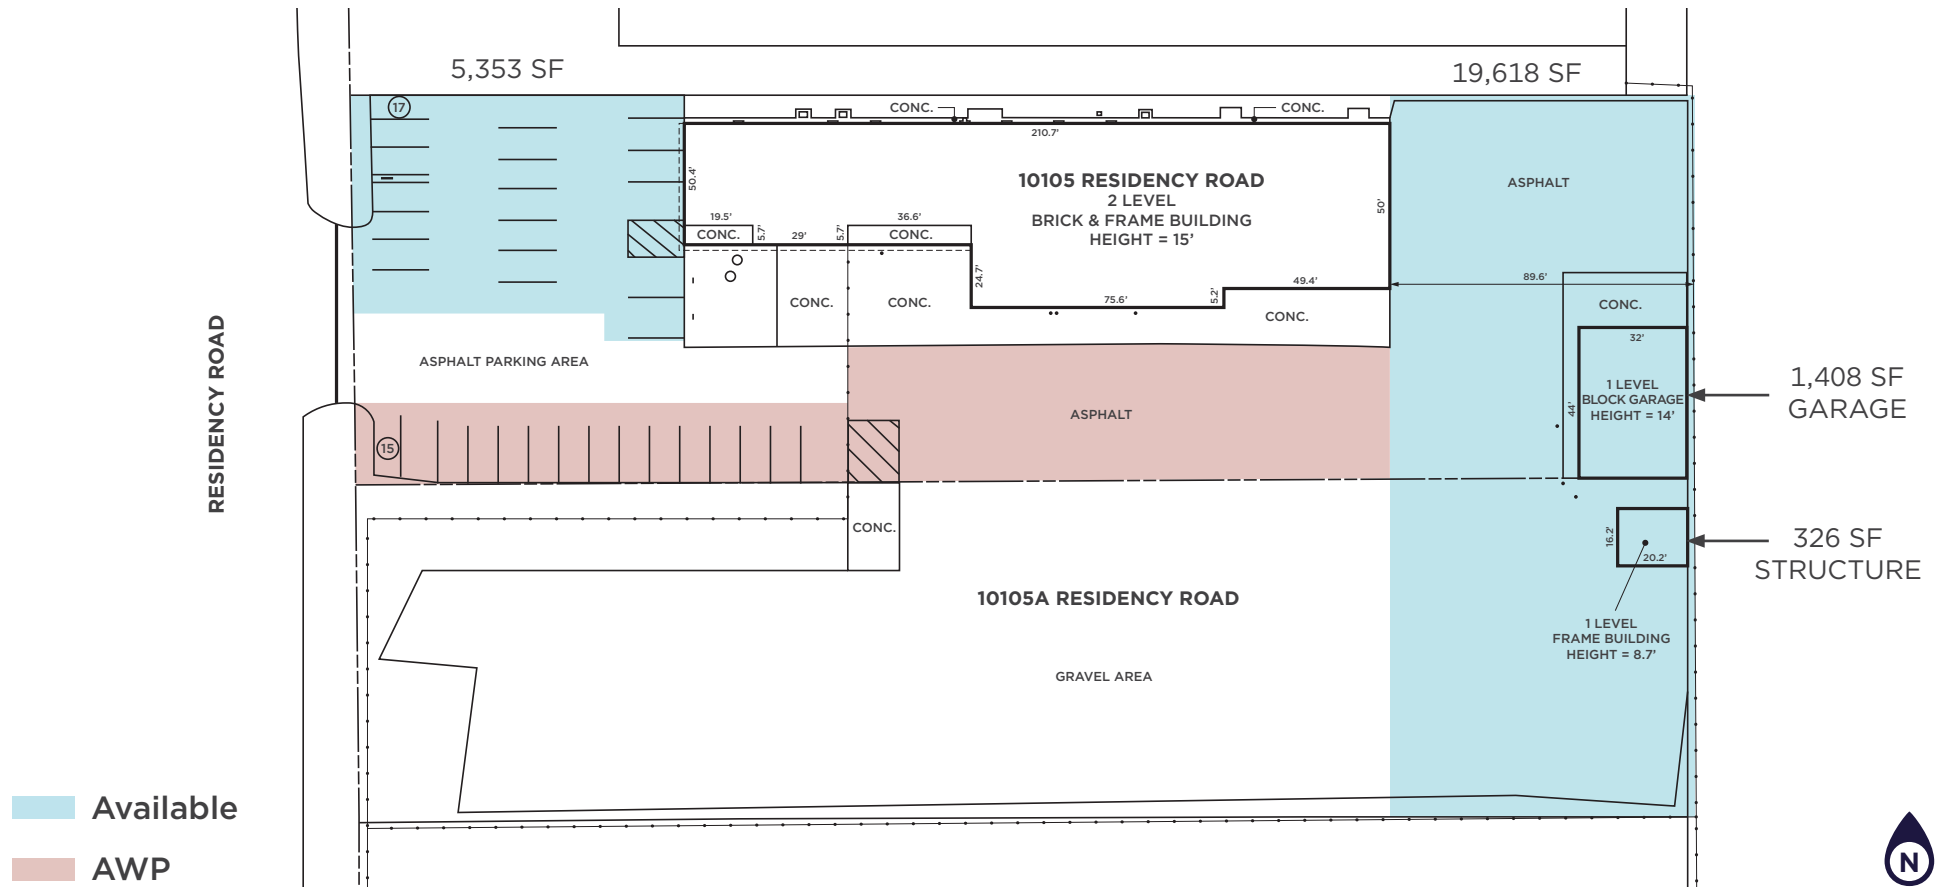 5,353 SF
19,618 SF
17
CONC.
CONC.
210.7'
50.4'
10105 RESIDENCY ROAD
2 LEVEL
BRICK & FRAME BUILDING
HEIGHT = 15’
50'
ASPHALT
19.5'
CONC.
5.7'
29'
5.7'
36.6'
CONC.
24.7'
75.6'
5.2'
49.4'
89.6'
CONC.
CONC.
CONC.
CONC.
32'
RESIDENCY ROAD
ASPHALT PARKING AREA
1 LEVEL
BLOCK GARAGE
HEIGHT = 14’
44'
1,408 SF
GARAGE
ASPHALT
15
CONC.
16.2'
20.2'
326 SF
STRUCTURE
10105A RESIDENCY ROAD
1 LEVEL
FRAME BUILDING
HEIGHT = 8.7’
GRAVEL AREA
Available
AWP
N